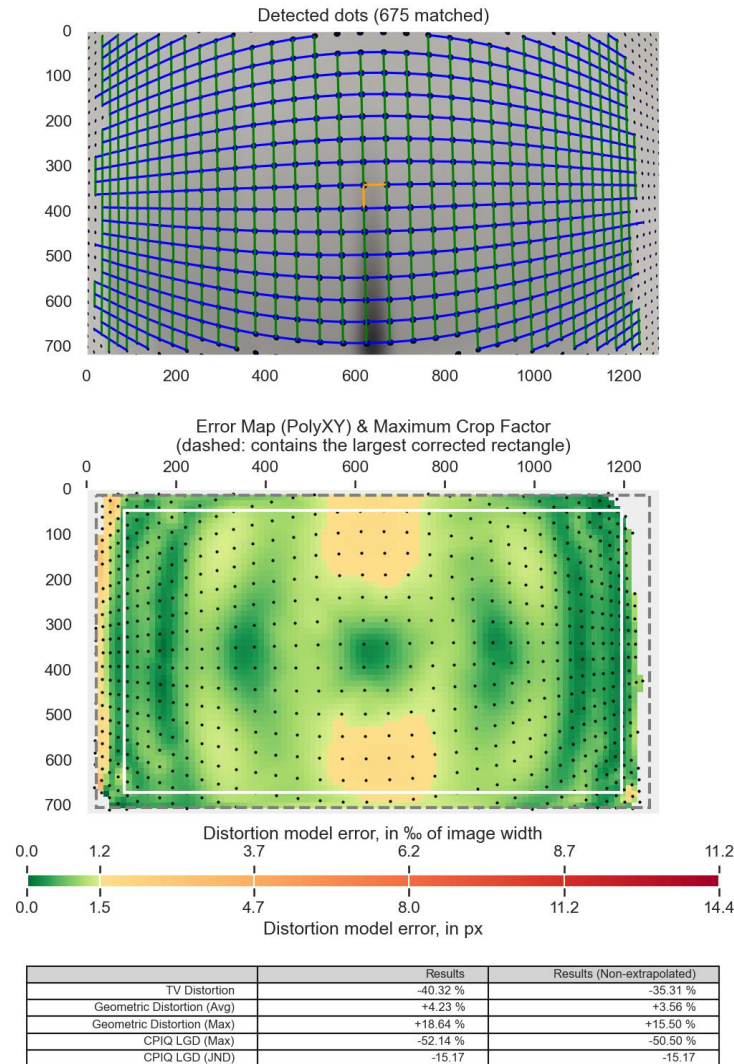 Detected dots (675 matched)
0
100
200
300
400
500
600
700
0 200 400 600 800 1000 1200
Error Map (PolyXY) & Maximum Crop Factor
(dashed: contains the largest corrected rectangle)
0 200 400 600 800 1000 1200
0
100
200
300
400
500
600
700
Distortion model error, in ‰ of image width
0.0 1.2 3.7 6.2 8.7 11.2
0.0 1.5 4.7 8.0 11.2 14.4
Distortion model error, in px
Results Results (Non-extrapolated)
TV Distortion -40.32 % -35.31 %
Geometric Distortion (Avg) +4.23 % +3.56 %
Geometric Distortion (Max) +18.64 % +15.50 %
CPIQ LGD (Max) -52.14 % -50.50 %
CPIQ LGD (JND) -15.17 -15.17